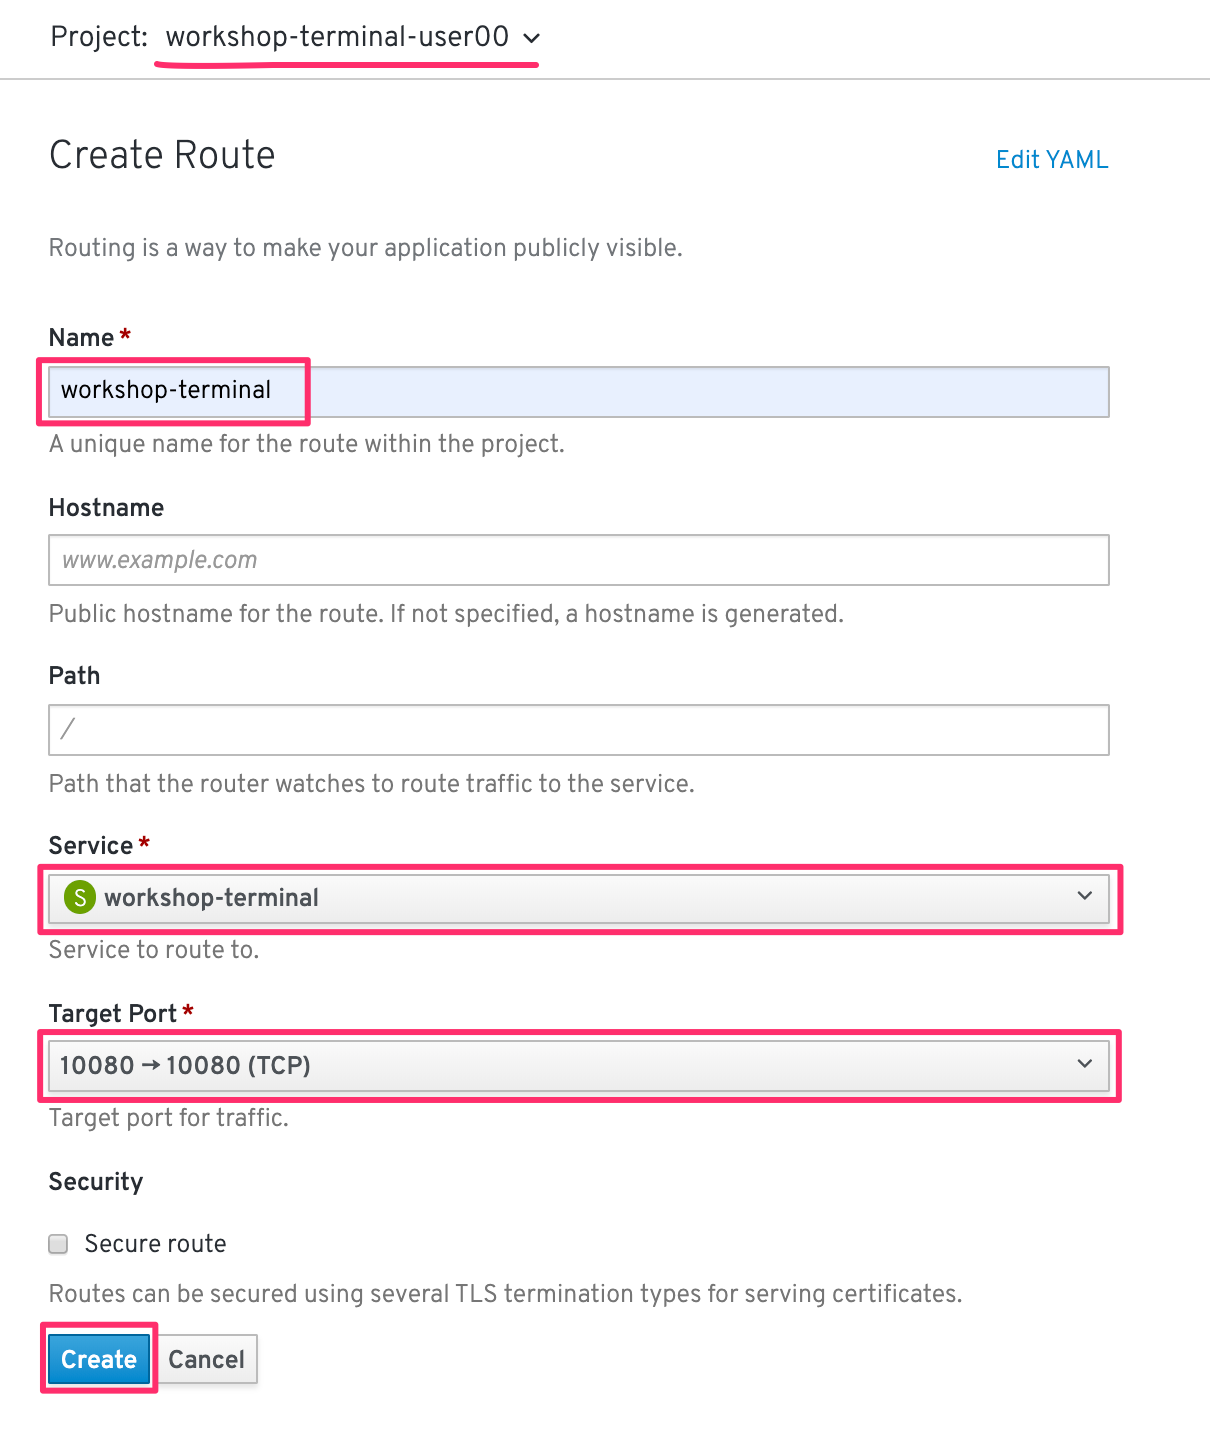 Project: workshop-terminal-user00
Create Route
Edit YAML
Routing is a way to make your application publicly visible.
Name *
workshop-terminal
A unique name for the route within the project.
Hostname
www.example.com
Public hostname for the route. If not specified, a hostname is generated.
Path
/
Path that the router watches to route traffic to the service.
Service *
S workshop-terminal
Service to route to.
Target Port *
10080 → 10080 (TCP)
Target port for traffic.
Security
Secure route
Routes can be secured using several TLS termination types for serving certificates.
Create Cancel